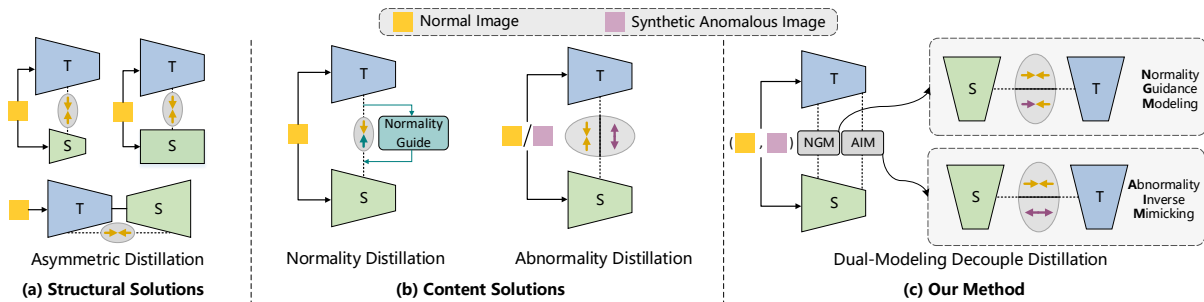 Normal Image
Synthetic Anomalous Image
T
S
T
S
T
S
Asymmetric Distillation
(a) Structural Solutions
T
Normality
Guide
S
Normality Distillation
/
T
S
Abnormality Distillation
(b) Content Solutions
( , )
T
NGM
AIM
S
S
T
Normality
Guidance
Modeling
S
T
Abnormality
Inverse
Mimicking
Dual-Modeling Decouple Distillation
(c) Our Method